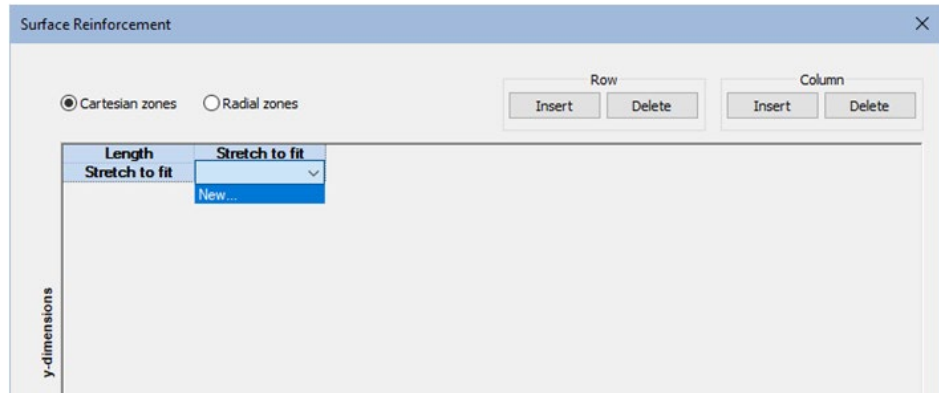 Surface Reinforcement
Row
Column
Cartesian zones
Radial zones
Insert
Delete
Insert
Delete
Length
Stretch to fit
Stretch to fit
New...
y-dimensions